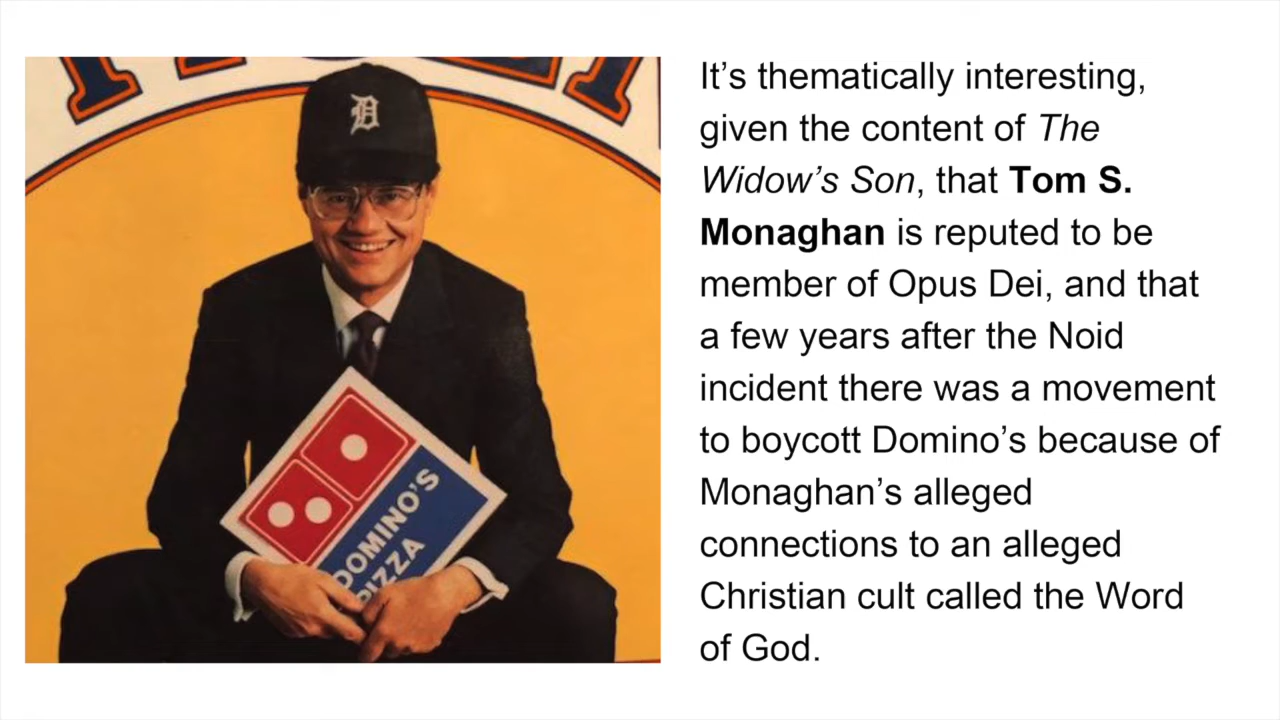 It’s thematically interesting,
given the content of The
Widow’s Son, that Tom S.
Monaghan is reputed to be
member of Opus Dei, and that
a few years after the Noid
incident there was a movement
to boycott Domino’s because of
Monaghan’s alleged
connections to an alleged
Christian cult called the Word
of God.
DOMINO'S
PIZZA